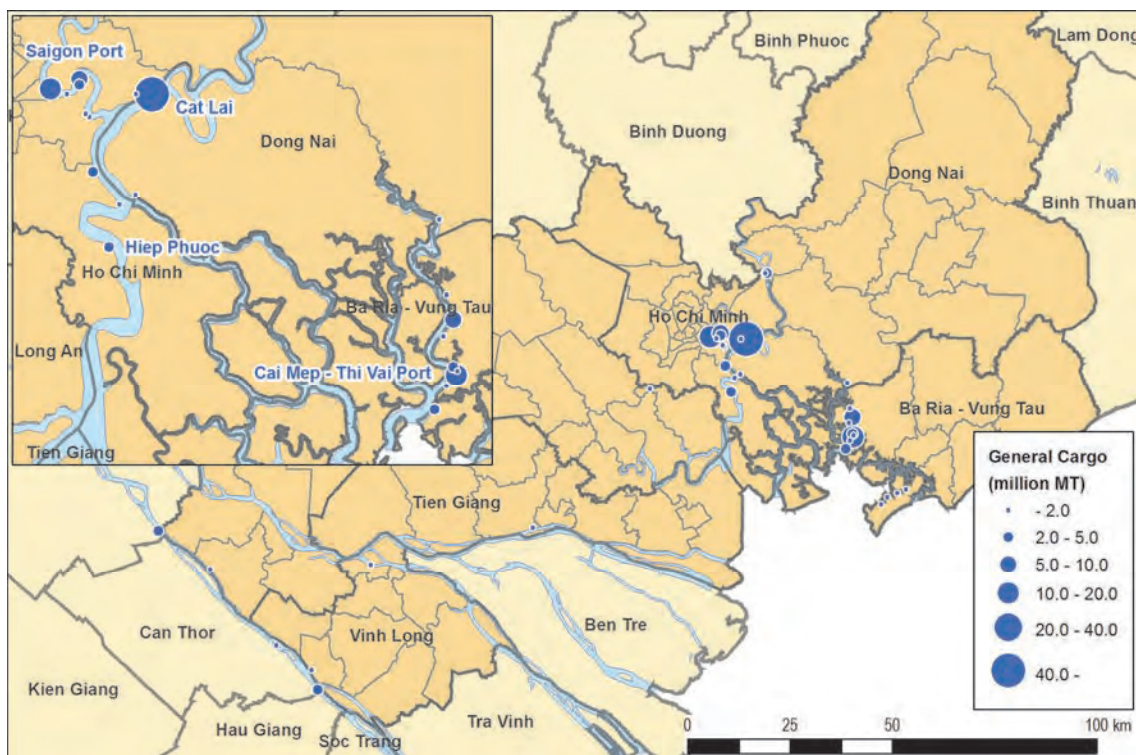 Saigon Port
Cat Lai
Dong Nai
Hiep Phuoc
Ho Chi Minh
Ba Ria - Vung Tau
Long An
Cai Mep - Thi Vai Port
Tien Giang
Binh Phuoc
Lam Dong
Binh Duong
Dong Nai
Binh Thuan
Ho Chi Minh
Ba Ria - Vung Tau
Tien Giang
Can Thor
Vinh Long
Ben Tre
Kien Giang
Hau Giang
Tra Vinh
Soc Trang
General Cargo
(million MT)
- 2.0
2.0 - 5.0
5.0 - 10.0
10.0 - 20.0
20.0 - 40.0
40.0 -
0 25 50 100 km